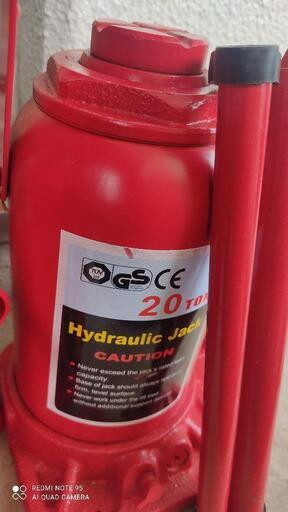 TÜV
GS CE
20 TON
Hydraulic Jack
CAUTION
• Never exceed the jack's rated
capacity.
• Base of jack should always rest on
firm, level surface.
• Never work under the lift load
without additional support
REDMI NOTE 9S
AI QUAD CAMERA